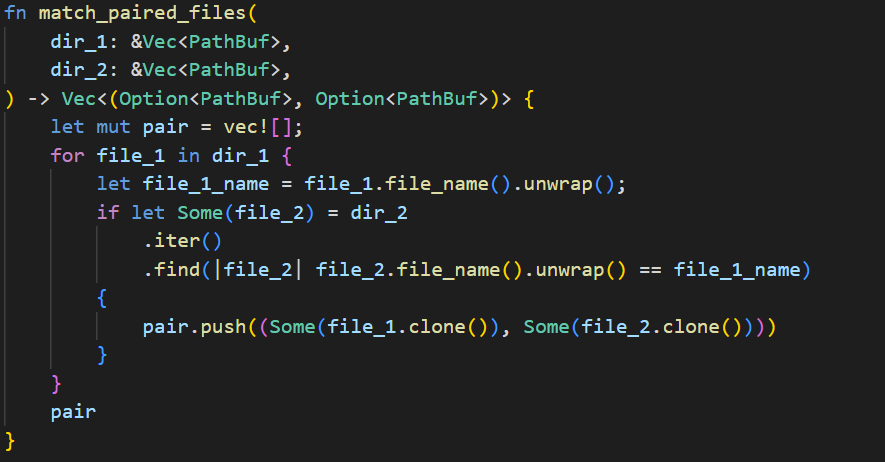 fn match_paired_files(
    dir_1: &Vec<PathBuf>,
    dir_2: &Vec<PathBuf>,
) -> Vec<(Option<PathBuf>, Option<PathBuf>)> {
    let mut pair = vec![];
    for file_1 in dir_1 {
        let file_1_name = file_1.file_name().unwrap();
        if let Some(file_2) = dir_2
            .iter()
            .find(|file_2| file_2.file_name().unwrap() == file_1_name)
        {
            pair.push((Some(file_1.clone()), Some(file_2.clone())))
        }
    }
    pair
}